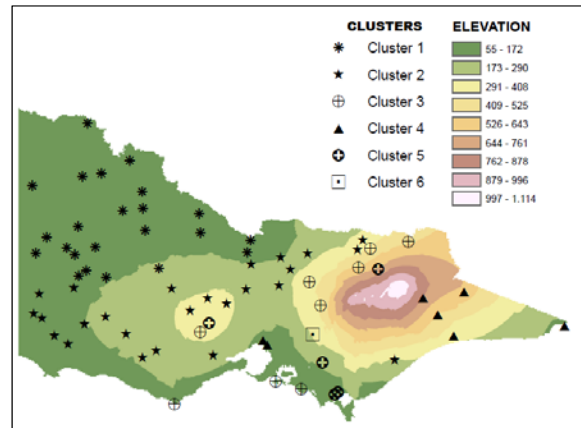 CLUSTERS
Cluster 1
Cluster 2
Cluster 3
Cluster 4
Cluster 5
Cluster 6
ELEVATION
55 - 172
173 - 290
291 - 408
409 - 525
526 - 643
644 - 761
762 - 878
879 - 996
997 - 1.114